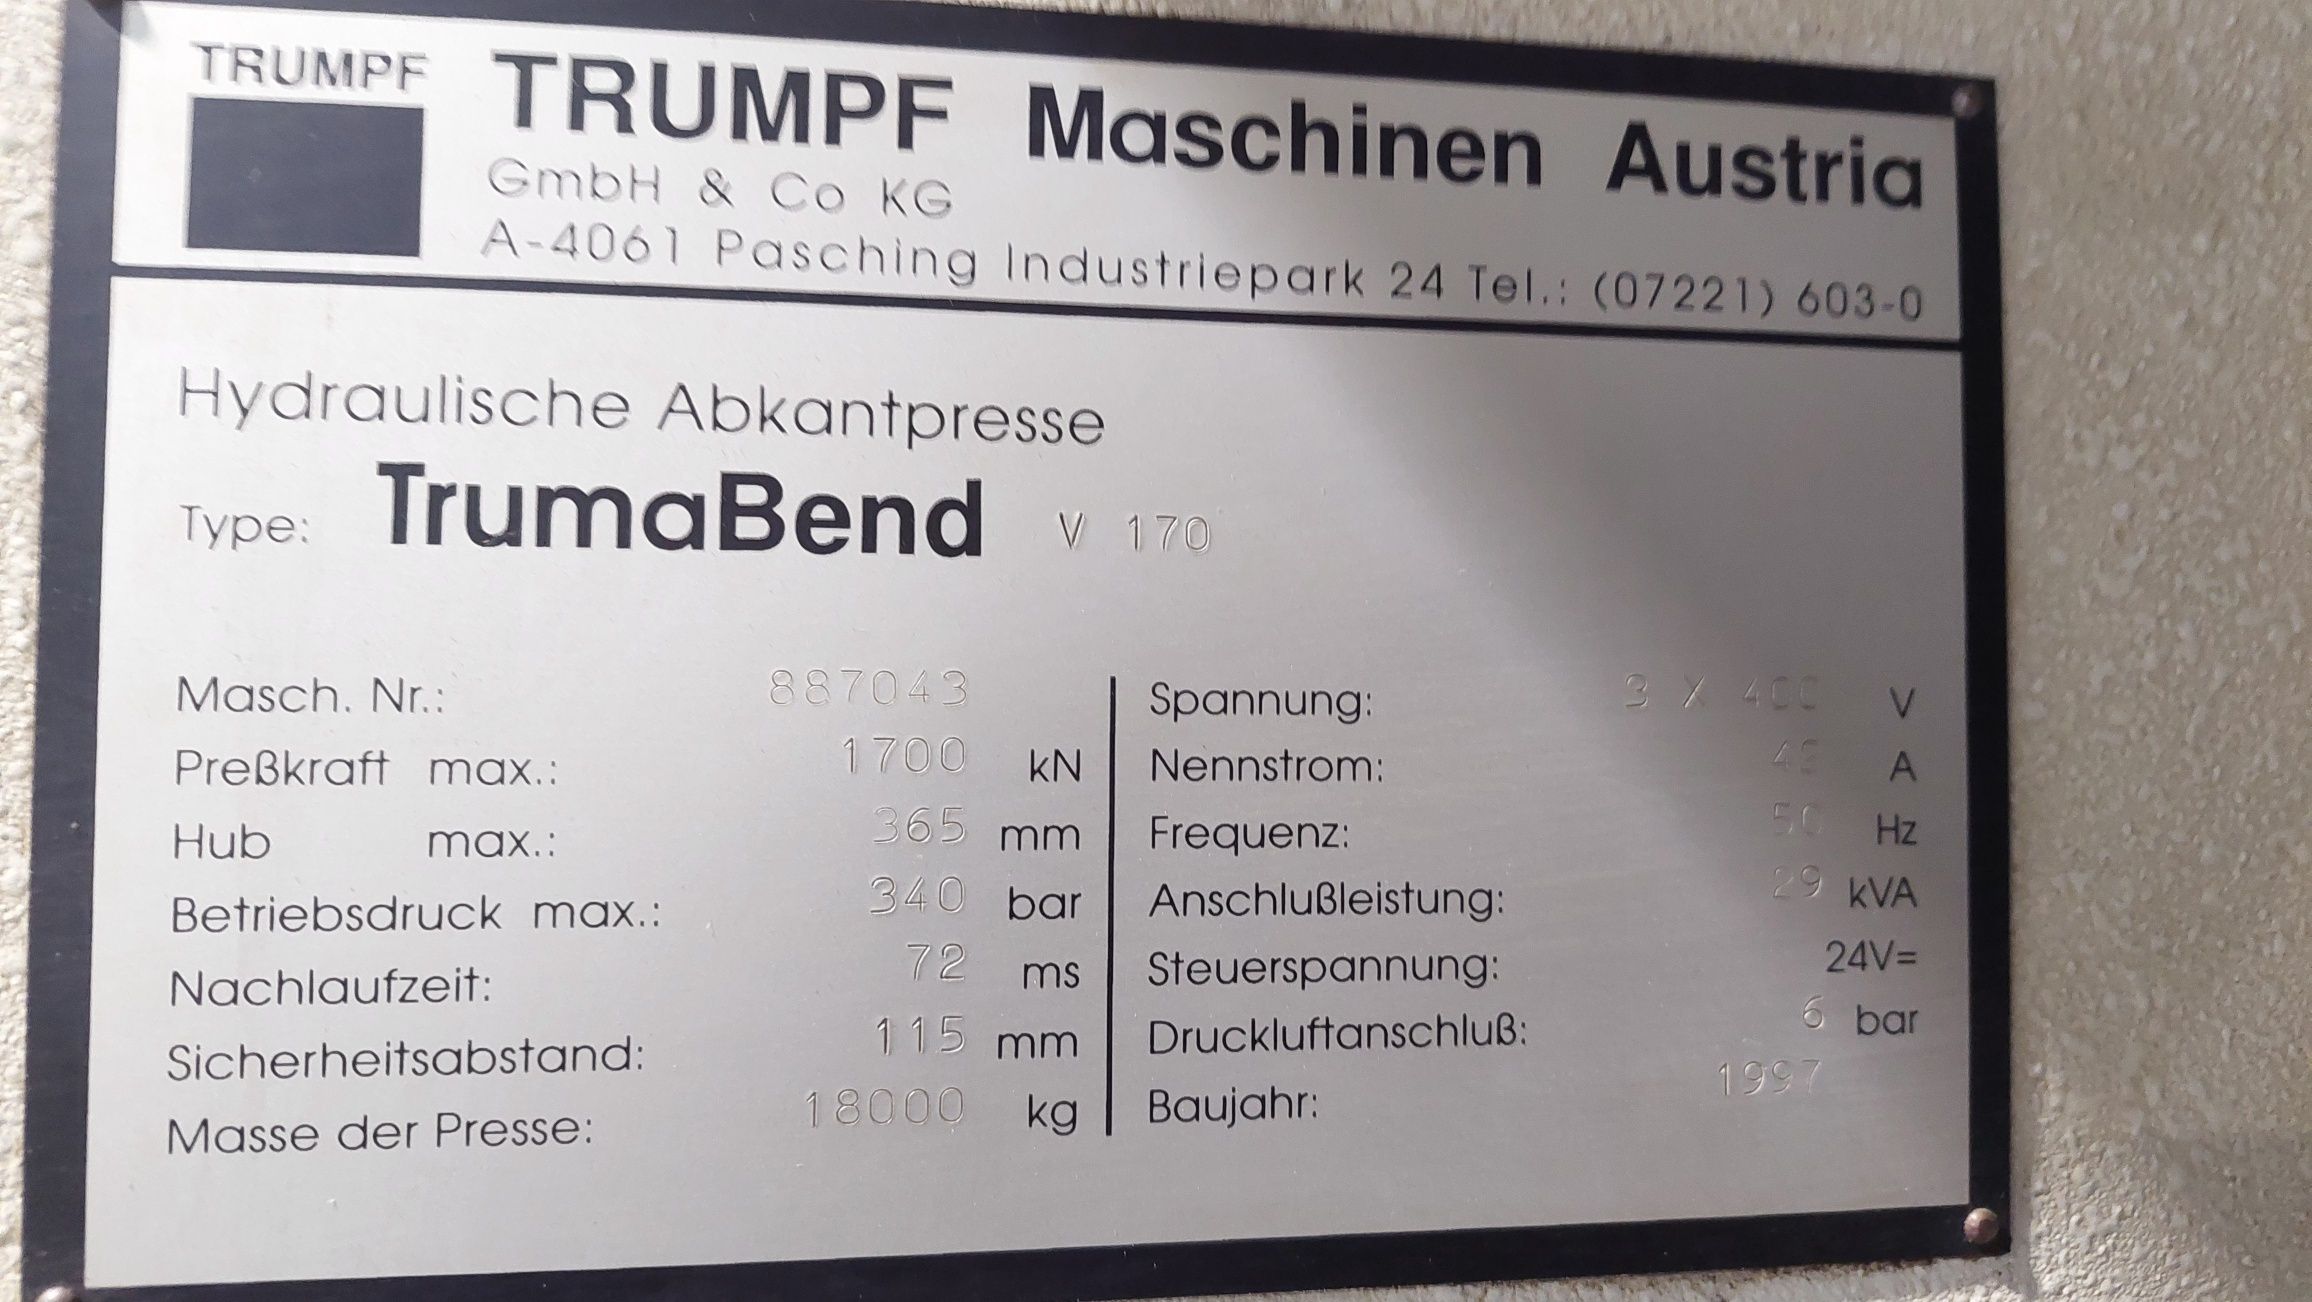 TRUMPF
TRUMPF Maschinen Austria
GmbH & Co KG
A-4061 Pasching Industriepark 24 Tel.: (07221) 603-0
Hydraulische Abkantpresse
Type: TrumaBend V 170
Masch. Nr.: 887043
Preßkraft max.: 1700 kN
Hub max.: 365 mm
Betriebsdruck max.: 340 bar
Nachlaufzeit: 72 ms
Sicherheitsabstand: 115 mm
Masse der Presse: 18000 kg
Spannung: 3 X 400 V
Nennstrom: A
Frequenz: 50 Hz
Anschlußleistung: 29 kVA
Steuerspannung: 24V=
Druckluftanschluß: 6 bar
Baujahr: 1997